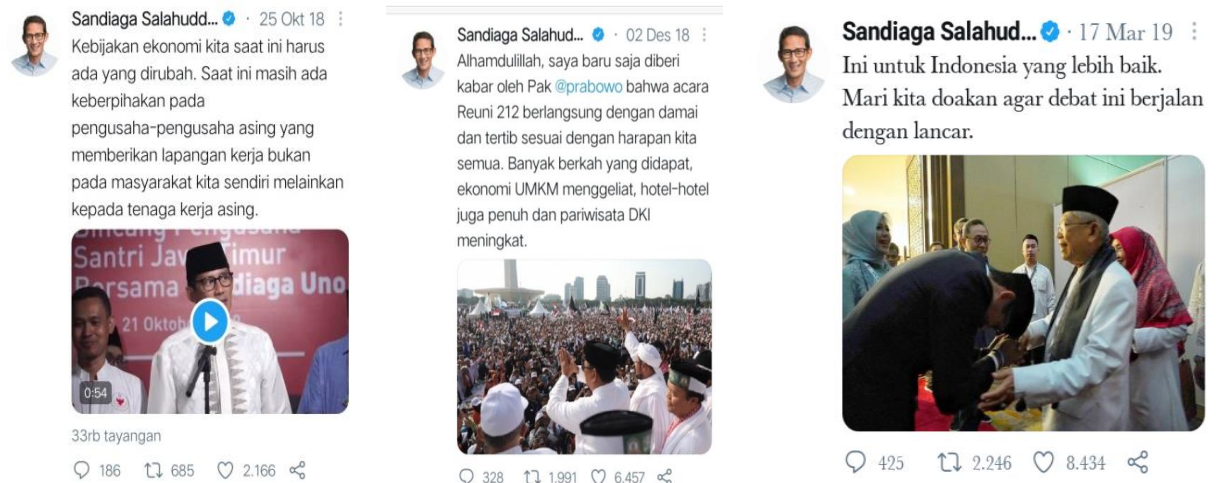 Sandiaga Salahudd... · 25 Okt 18
Kebijakan ekonomi kita saat ini harus
ada yang dirubah. Saat ini masih ada
keberpihakan pada
pengusaha-pengusaha asing yang
memberikan lapangan kerja bukan
pada masyarakat kita sendiri melainkan
kepada tenaga kerja asing.
Bincang Pengusaha
Santri Jawa Timur
Bersama Sandiaga Uno
21 Oktober
0:54
33rb tayangan
186 685 2.166
Sandiaga Salahud... · 02 Des 18
Alhamdulillah, saya baru saja diberi
kabar oleh Pak @prabowo bahwa acara
Reuni 212 berlangsung dengan damai
dan tertib sesuai dengan harapan kita
semua. Banyak berkah yang didapat,
ekonomi UMKM menggeliat, hotel-hotel
juga penuh dan pariwisata DKI
meningkat.
328 1.991 6.457
Sandiaga Salahud... · 17 Mar 19
Ini untuk Indonesia yang lebih baik.
Mari kita doakan agar debat ini berjalan
dengan lancar.
425 2.246 8.434